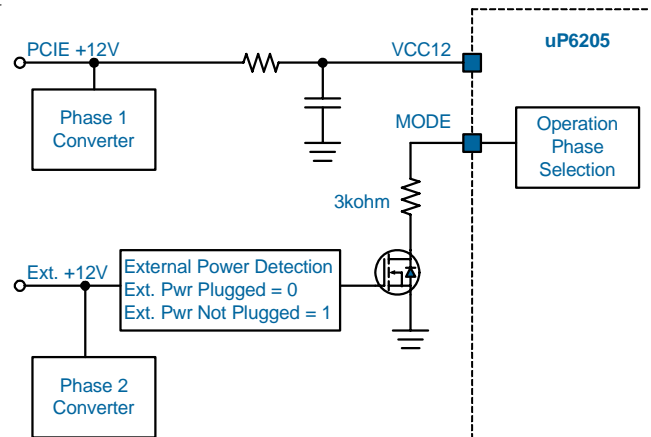 uP6205
PCIE +12V
VCC12
Phase 1
Converter
MODE
Operation
Phase
Selection
3kohm
Ext. +12V
External Power Detection
Ext. Pwr Plugged = 0
Ext. Pwr Not Plugged = 1
Phase 2
Converter